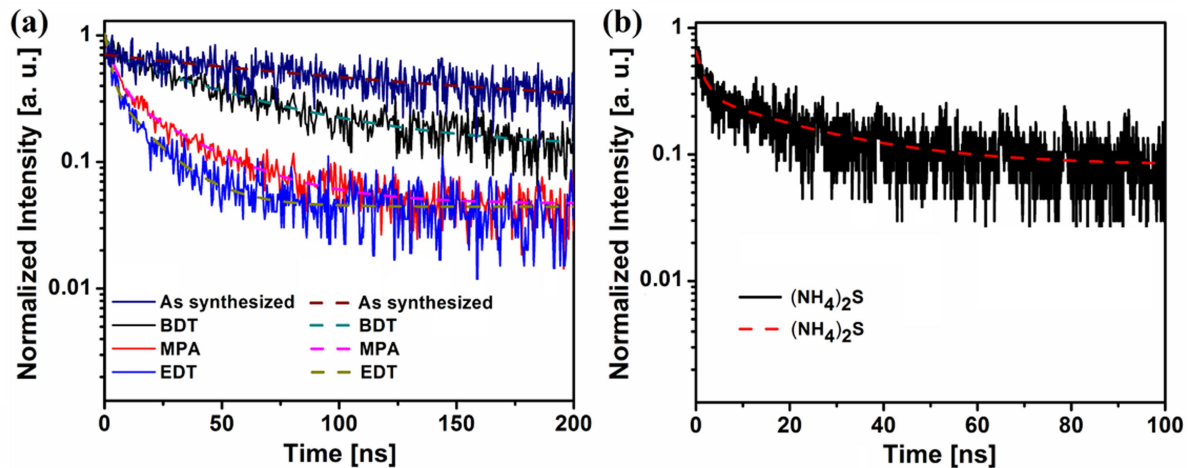 (a)
Normalized Intensity [a. u.]
1
0.1
0.01
As synthesized
BDT
MPA
EDT
As synthesized
BDT
MPA
EDT
0 50 100 150 200
Time [ns]
(b)
Normalized Intensity [a. u.]
1
0.1
0.01
(NH4)2S
(NH4)2S
0 20 40 60 80 100
Time [ns]